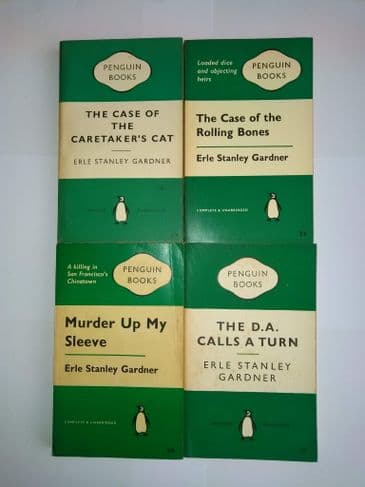 PENGUIN
BOOKS
THE CASE OF
THE
CARETAKER'S CAT
ERLE STANLEY GARDNER
Loaded dice
and objecting
heirs
PENGUIN
BOOKS
The Case of the
Rolling Bones
Erle Stanley Gardner
COMPLETE & UNABRIDGED
A killing in
San Francisco's
Chinatown
PENGUIN
BOOKS
Murder Up My
Sleeve
Erle Stanley Gardner
COMPLETE & UNABRIDGED
PENGUIN
BOOKS
THE D.A.
CALLS A TURN
ERLE STANLEY
GARDNER